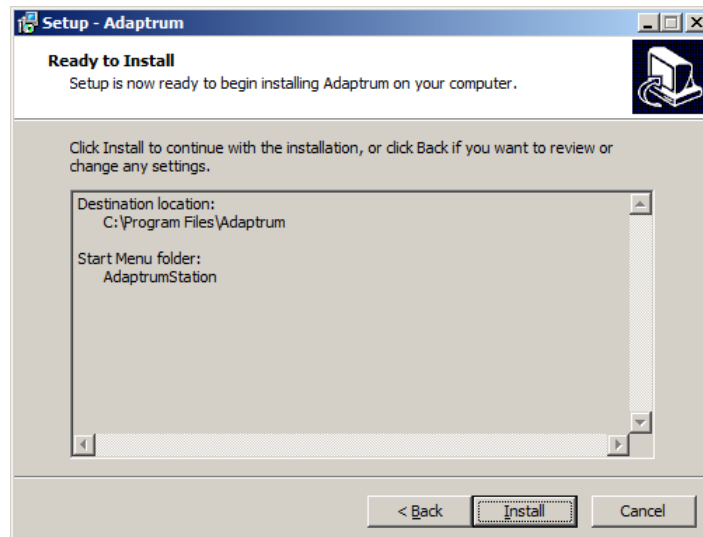 Setup - Adaptrum
Ready to Install
Setup is now ready to begin installing Adaptrum on your computer.
Click Install to continue with the installation, or click Back if you want to review or
change any settings.
Destination location:
C:\Program Files\Adaptrum
Start Menu folder:
AdaptrumStation
< Back
Install
Cancel